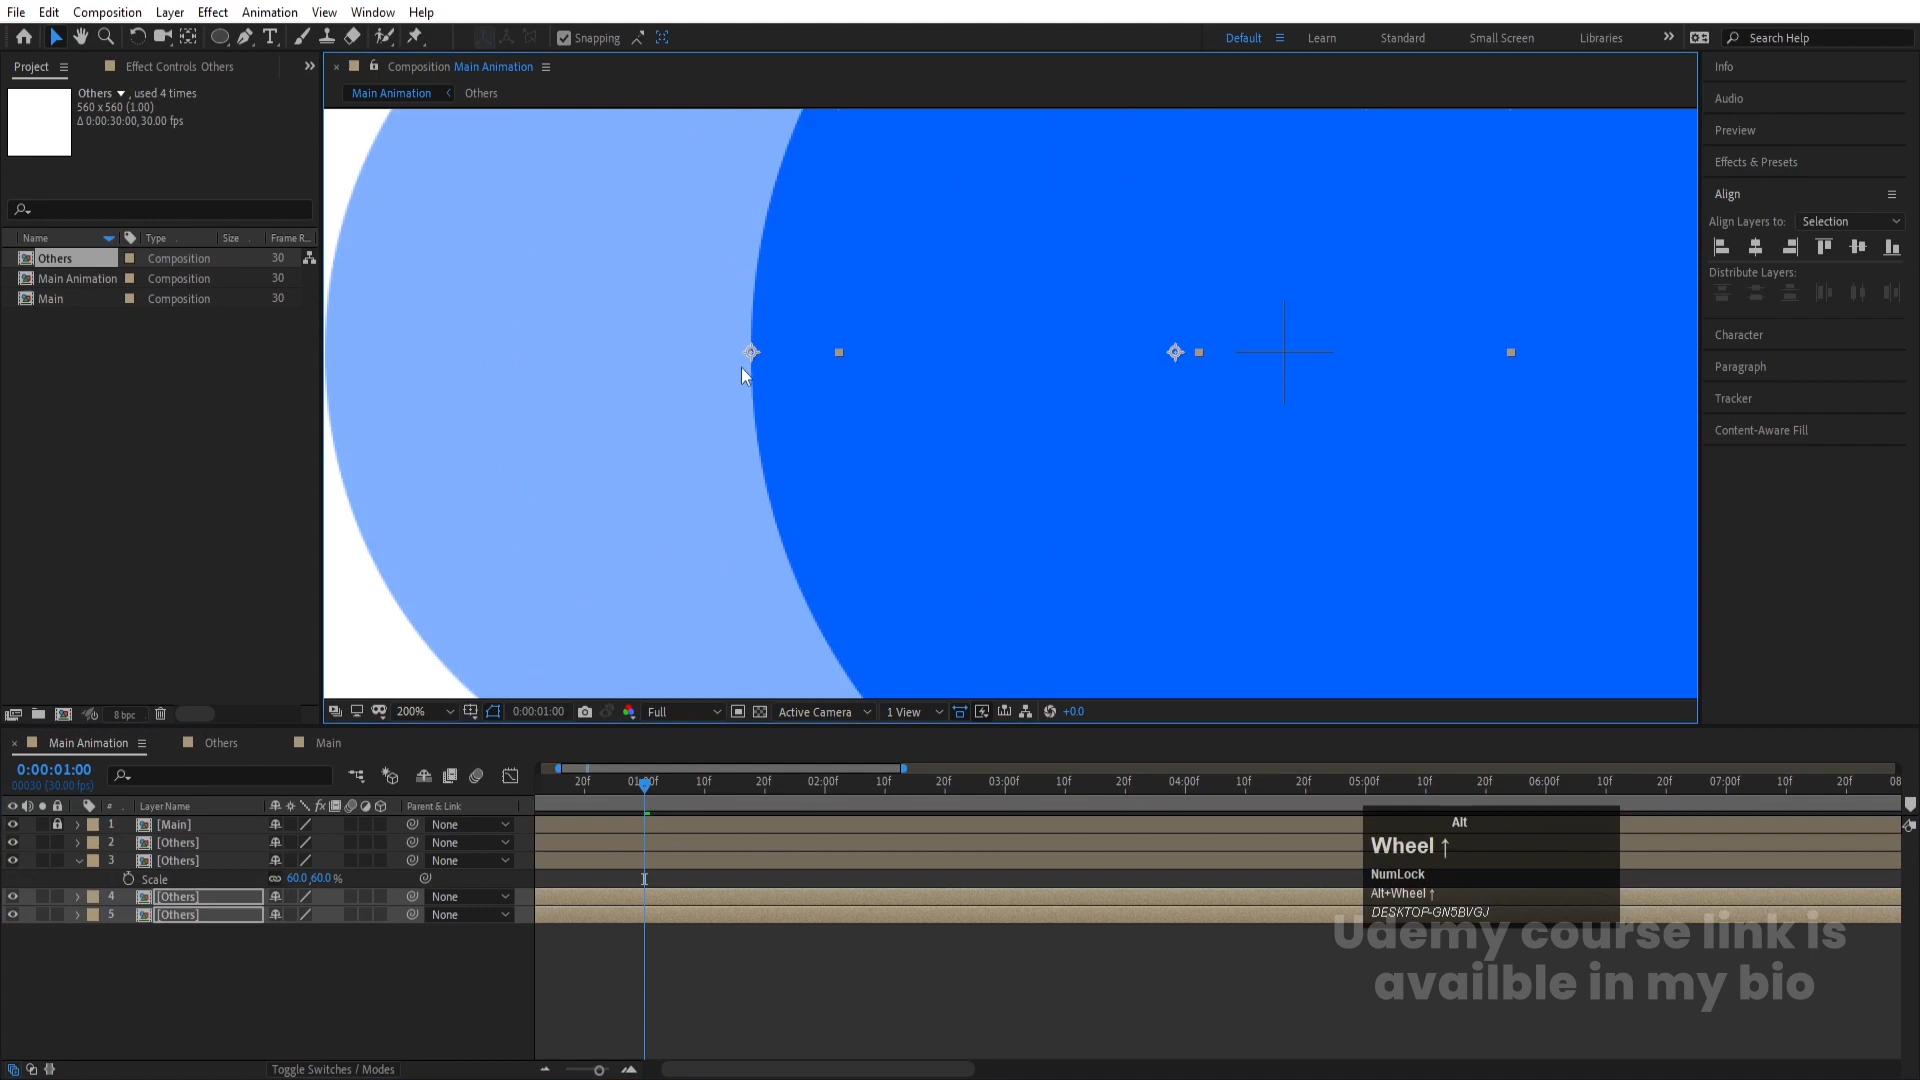 File Edit Composition Layer Effect Animation View Window Help
Snapping
Default Learn Standard Small Screen Libraries Search Help
Project Effect Controls Others
Others , used 4 times
560 x 560 (1.00)
Δ 0:00:30:00, 30.00 fps
Name Type Size Frame R...
Others Composition 30
Main Animation Composition 30
Main Composition 30
8 bpc
Composition Main Animation
Main Animation Others
200% 0:00:01:00 Full Active Camera 1 View +0.0
Info
Audio
Preview
Effects & Presets
Align
Align Layers to: Selection
Distribute Layers:
Character
Paragraph
Tracker
Content-Aware Fill
Main Animation Others Main
0:00:01:00
00030 (30.00 fps)
20f 01:00f 10f 20f 02:00f 10f 20f 03:00f 10f 20f 04:00f 10f 20f 05:00f 10f 20f 06:00f 10f 20f 07:00f 10f 20f 08
# Layer Name fx Parent & Link
1 [Main] None
2 [Others] None
3 [Others] None
Scale 60.0,60.0%
4 [Others] None
5 [Others] None
Alt
Wheel ↑
NumLock
Alt+Wheel ↑
DESKTOP-GN5BVGJ
Udemy course link is
availble in my bio
Toggle Switches / Modes